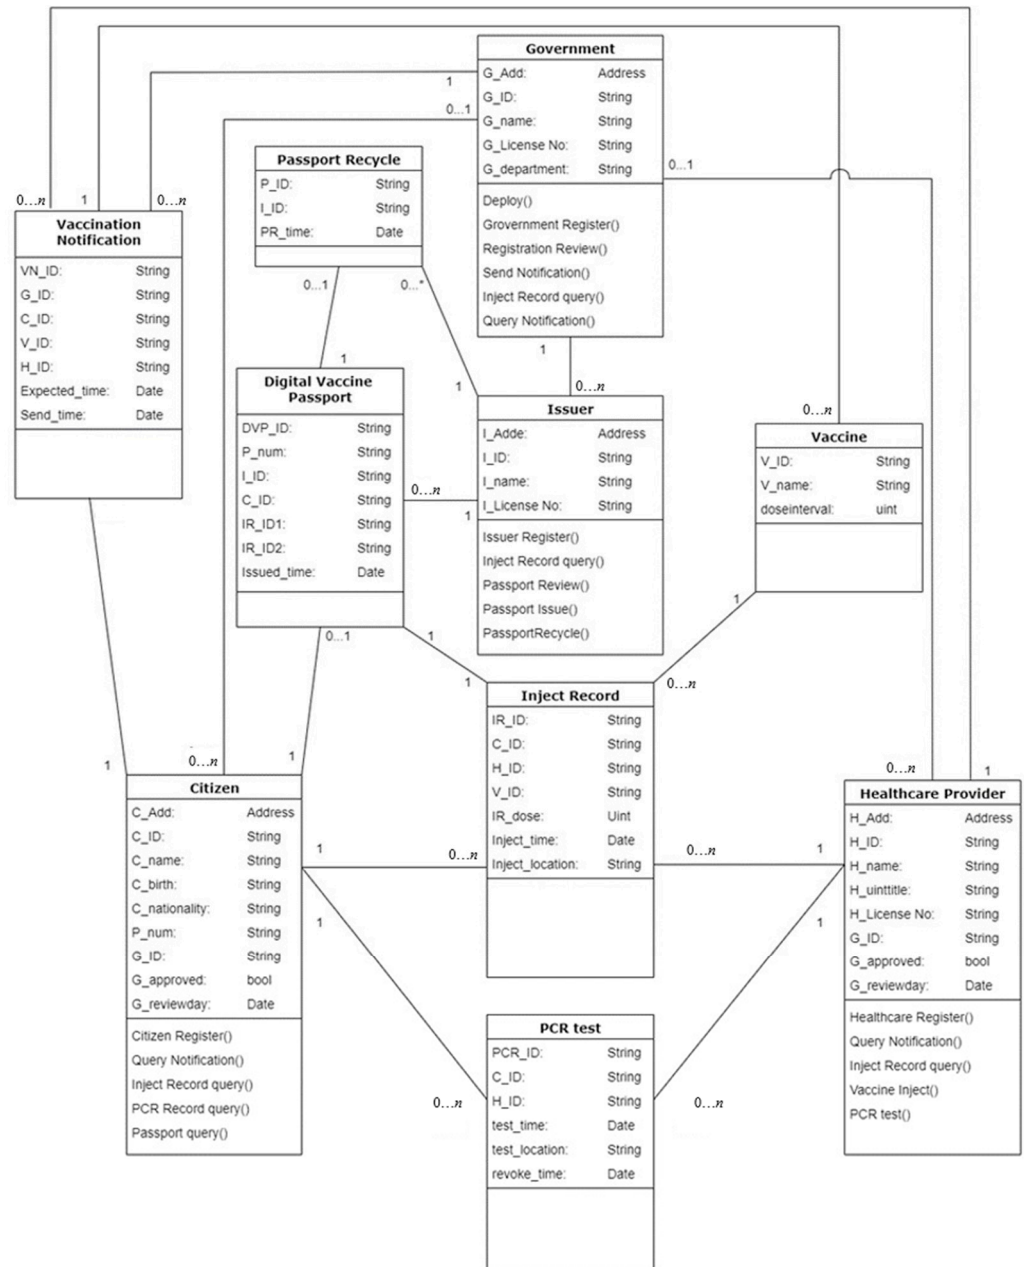 Government
G_Add: Address
G_ID: String
G_name: String
G_License No: String
G_department: String
Deploy()
Grovernment Register()
Registration Review()
Send Notification()
Inject Record query()
Query Notification()
1
0...1
0...1
1
Passport Recycle
P_ID: String
I_ID: String
PR_time: Date
0...1
0...*
0...n
1
0...n
Vaccination
Notification
VN_ID: String
G_ID: String
C_ID: String
V_ID: String
H_ID: String
Expected_time: Date
Send_time: Date
1
Digital Vaccine
Passport
DVP_ID: String
P_num: String
I_ID: String
C_ID: String
IR_ID1: String
IR_ID2: String
Issued_time: Date
0...n
1
0...1
1
1
0...n
Issuer
I_Adde: Address
I_ID: String
I_name: String
I_License No: String
Issuer Register()
Inject Record query()
Passport Review()
Passport Issue()
PassportRecycle()
0...n
Vaccine
V_ID: String
V_name: String
doseinterval: uint
1
1
0...n
Inject Record
IR_ID: String
C_ID: String
H_ID: String
V_ID: String
IR_dose: Uint
Inject_time: Date
Inject_location: String
1
0...n
1
Citizen
C_Add: Address
C_ID: String
C_name: String
C_birth: String
C_nationality: String
P_num: String
G_ID: String
G_approved: bool
G_reviewday: Date
Citizen Register()
Query Notification()
Inject Record query()
PCR Record query()
Passport query()
1
0...n
0...n
1
1
1
0...n
1
Healthcare Provider
H_Add: Address
H_ID: String
H_name: String
H_uinttitle: String
H_License No: String
G_ID: String
G_approved: bool
G_reviewday: Date
Healthcare Register()
Query Notification()
Inject Record query()
Vaccine Inject()
PCR test()
PCR test
PCR_ID: String
C_ID: String
H_ID: String
test_time: Date
test_location: String
revoke_time: Date
0...n
0...n